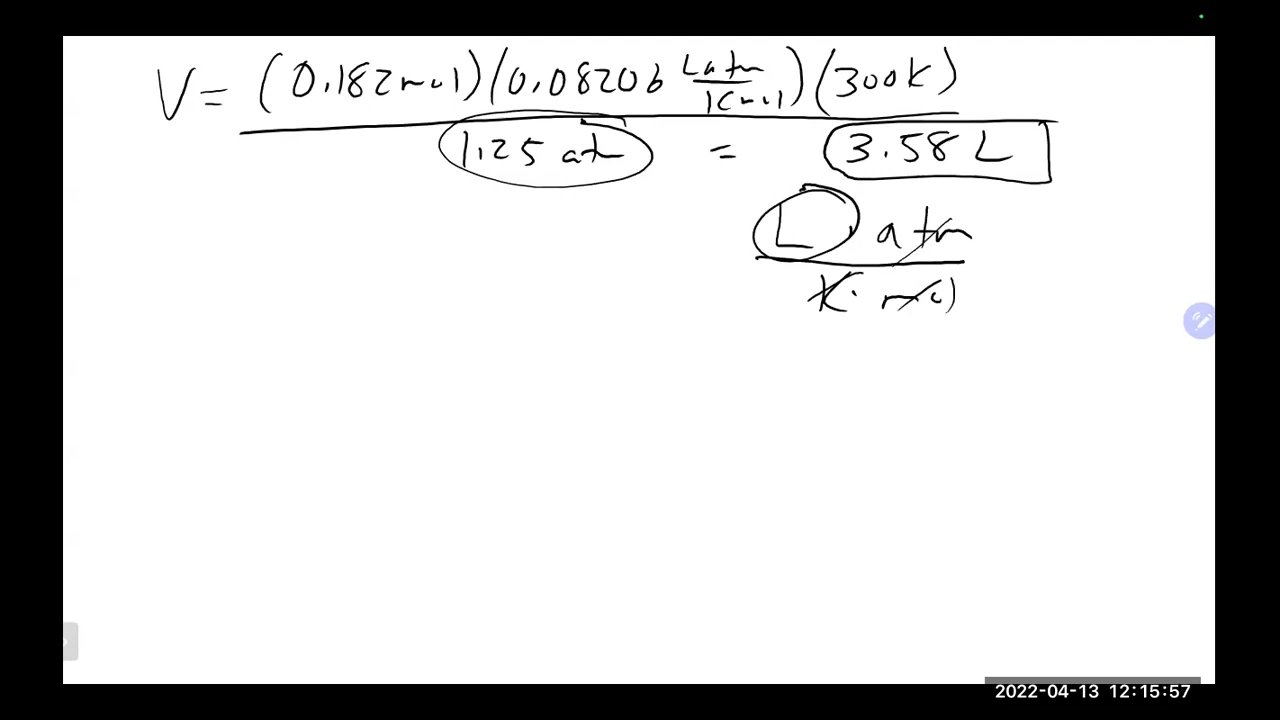 V = (0.182 mol)(0.08206 L atm / K mol)(300 K)
1.25 atm = 3.58 L
L atm
K · mol
2022-04-13 12:15:57